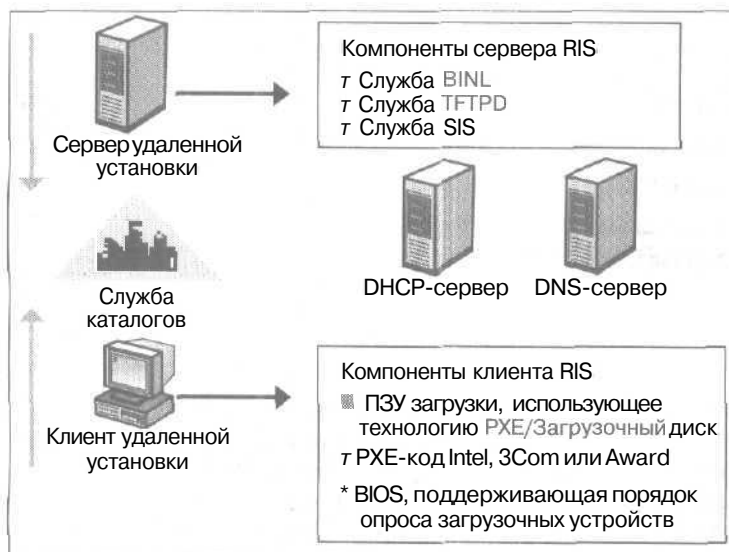 Компоненты сервера RIS
т Служба BINL
т Служба TFTPD
т Служба SIS
Сервер удаленной
установки
DHCP-сервер DNS-сервер
Служба
каталогов
Компоненты клиента RIS
ПЗУ загрузки, использующее
технологию PXE/Загрузочный диск
т PXE-код Intel, 3Com или Award
* BIOS, поддерживающая порядок
опроса загрузочных устройств
Клиент удаленной
установки